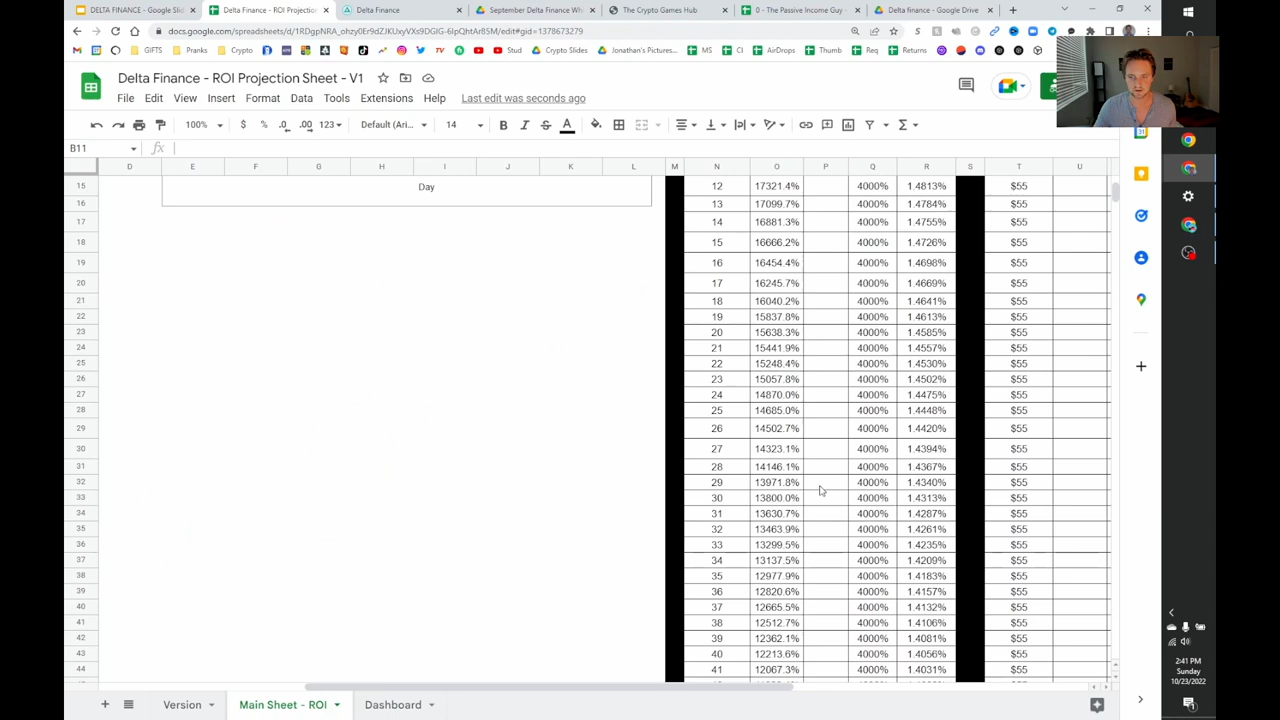 DELTA FINANCE - Google Slid
Delta Finance - ROI Projection
Delta Finance
September Delta Finance Wh
The Crypto Games Hub
0 - The Passive Income Guy -
Delta finance - Google Drive
docs.google.com/spreadsheets/d/
GIFTS Pranks Crypto Stud Crypto Slides Jonathan's Pictures... MS CI AirDrops Thumb Req Returns
Delta Finance - ROI Projection Sheet - V1
File Edit View Insert Format Data Tools Extensions Help Last edit was seconds ago
100% $ % .0 .00 123 Default (Ari... 14 B I S A
B11 fx
D E F G H I J K L M N O P Q R S T U
15 Day 12 17321.4% 4000% 1.4813% $55
16 13 17099.7% 4000% 1.4784% $55
17 14 16881.3% 4000% 1.4755% $55
18 15 16666.2% 4000% 1.4726% $55
19 16 16454.4% 4000% 1.4698% $55
20 17 16245.7% 4000% 1.4669% $55
21 18 16040.2% 4000% 1.4641% $55
22 19 15837.8% 4000% 1.4613% $55
23 20 15638.3% 4000% 1.4585% $55
24 21 15441.9% 4000% 1.4557% $55
25 22 15248.4% 4000% 1.4530% $55
26 23 15057.8% 4000% 1.4502% $55
27 24 14870.0% 4000% 1.4475% $55
28 25 14685.0% 4000% 1.4448% $55
29 26 14502.7% 4000% 1.4420% $55
30 27 14323.1% 4000% 1.4394% $55
31 28 14146.1% 4000% 1.4367% $55
32 29 13971.8% 4000% 1.4340% $55
33 30 13800.0% 4000% 1.4313% $55
34 31 13630.7% 4000% 1.4287% $55
35 32 13463.9% 4000% 1.4261% $55
36 33 13299.5% 4000% 1.4235% $55
37 34 13137.5% 4000% 1.4209% $55
38 35 12977.9% 4000% 1.4183% $55
39 36 12820.6% 4000% 1.4157% $55
40 37 12665.5% 4000% 1.4132% $55
41 38 12512.7% 4000% 1.4106% $55
42 39 12362.1% 4000% 1.4081% $55
43 40 12213.6% 4000% 1.4056% $55
44 41 12067.3% 4000% 1.4031% $55
Version Main Sheet - ROI Dashboard
2:41 PM
Sunday
10/23/2022